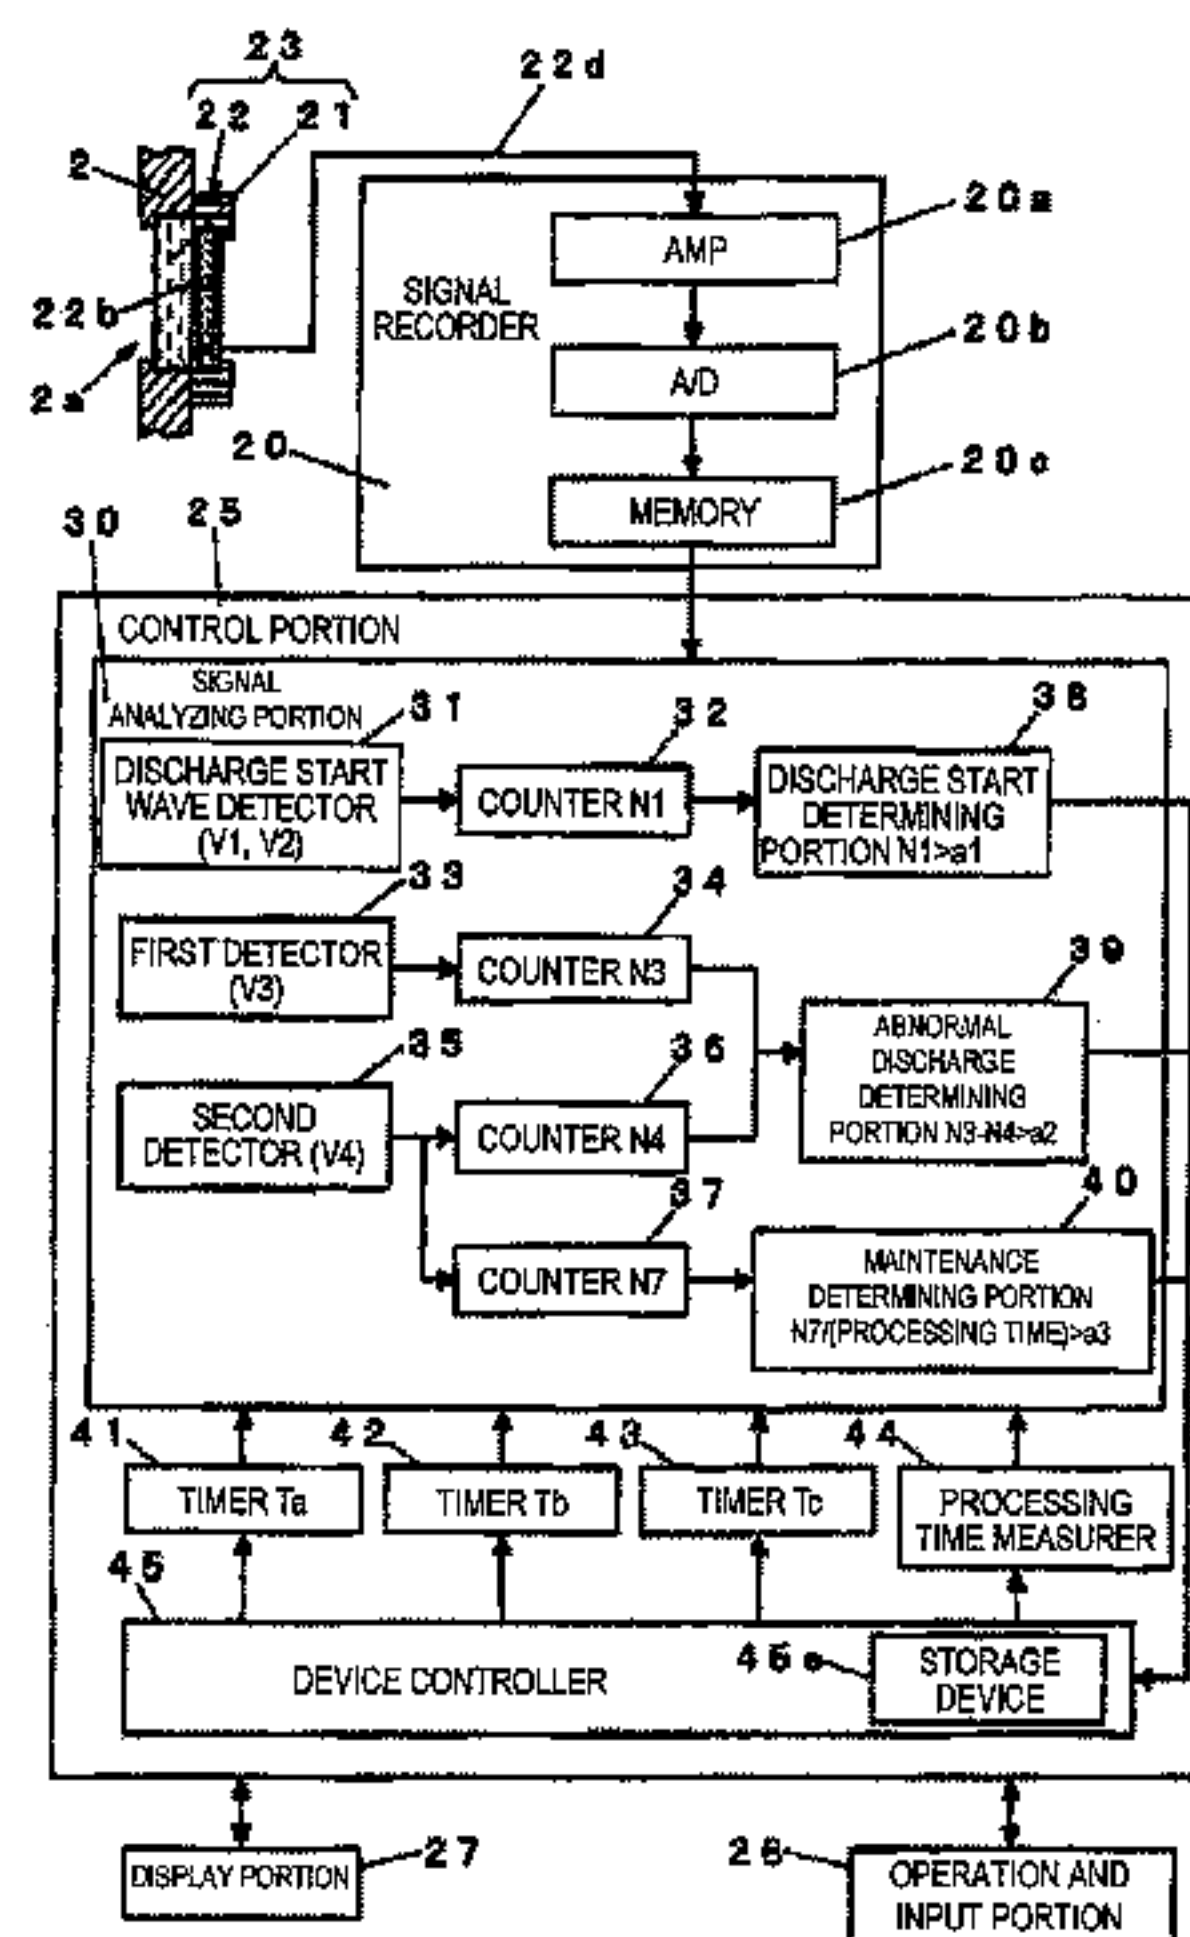 23
22d
22 21
2
20a
AMP
SIGNAL
RECORDER
22b
20b
A/D
2a
20
20c
MEMORY
30
25
CONTROL PORTION
SIGNAL
ANALYZING PORTION
31
32
38
DISCHARGE START
WAVE DETECTOR
(V1, V2)
COUNTER N1
DISCHARGE START
DETERMINING
PORTION N1>a1
33
34
FIRST DETECTOR
(V3)
COUNTER N3
39
ABNORMAL
DISCHARGE
DETERMINING
PORTION N3-N4>a2
35
36
SECOND
DETECTOR (V4)
COUNTER N4
37
40
COUNTER N7
MAINTENANCE
DETERMINING PORTION
N7/(PROCESSING TIME)>a3
41
42
43
44
TIMER Ta
TIMER Tb
TIMER Tc
PROCESSING
TIME MEASURER
45
DEVICE CONTROLLER
STORAGE
DEVICE
27
DISPLAY PORTION
OPERATION AND
INPUT PORTION